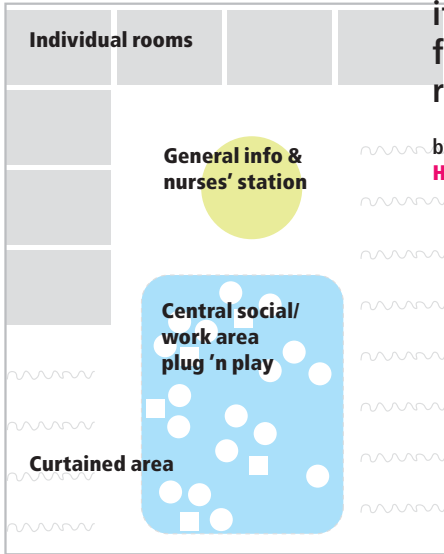 Individual rooms
General info &
nurses’ station
Central social/
work area
plug ’n play
Curtained area